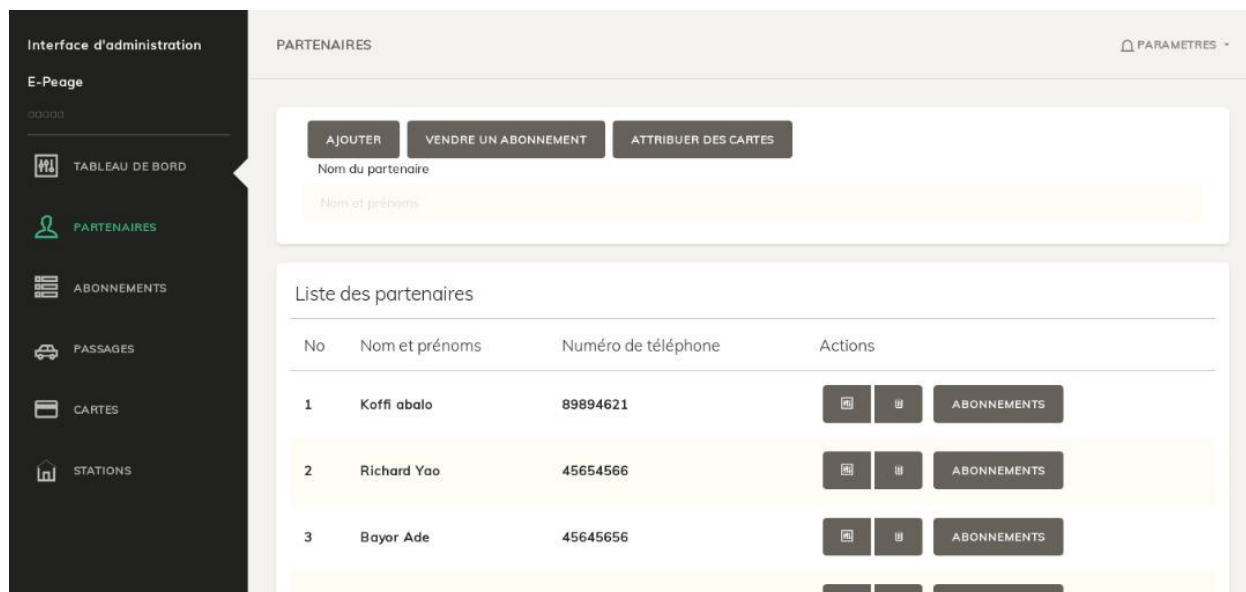 Interface d'administration
E-Peage
aaaaa
TABLEAU DE BORD
PARTENAIRES
ABONNEMENTS
PASSAGES
CARTES
STATIONS
PARTENAIRES
PARAMETRES
AJOUTER VENDRE UN ABONNEMENT ATTRIBUER DES CARTES
Nom du partenaire
Nom et prénoms
Liste des partenaires
No Nom et prénoms Numéro de téléphone Actions
1 Koffi abalo 89894621 ABONNEMENTS
2 Richard Yao 45654566 ABONNEMENTS
3 Bayor Ade 45645656 ABONNEMENTS